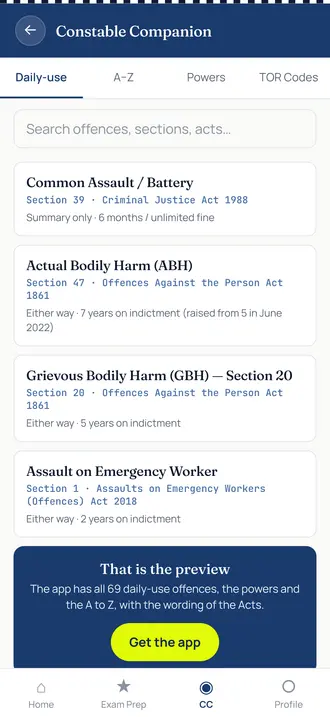 Constable Companion
Daily-use
A–Z
Powers
TOR Codes
Search offences, sections, acts...
Common Assault / Battery
Section 39 · Criminal Justice Act 1988
Summary only · 6 months / unlimited fine
Actual Bodily Harm (ABH)
Section 47 · Offences Against the Person Act
1861
Either way · 7 years on indictment (raised from 5 in June
2022)
Grievous Bodily Harm (GBH) — Section 20
Section 20 · Offences Against the Person Act
1861
Either way · 5 years on indictment
Assault on Emergency Worker
Section 1 · Assaults on Emergency Workers
(Offences) Act 2018
Either way · 2 years on indictment
That is the preview
The app has all 69 daily-use offences, the powers and
the A to Z, with the wording of the Acts.
Get the app
Home
Exam Prep
CC
Profile